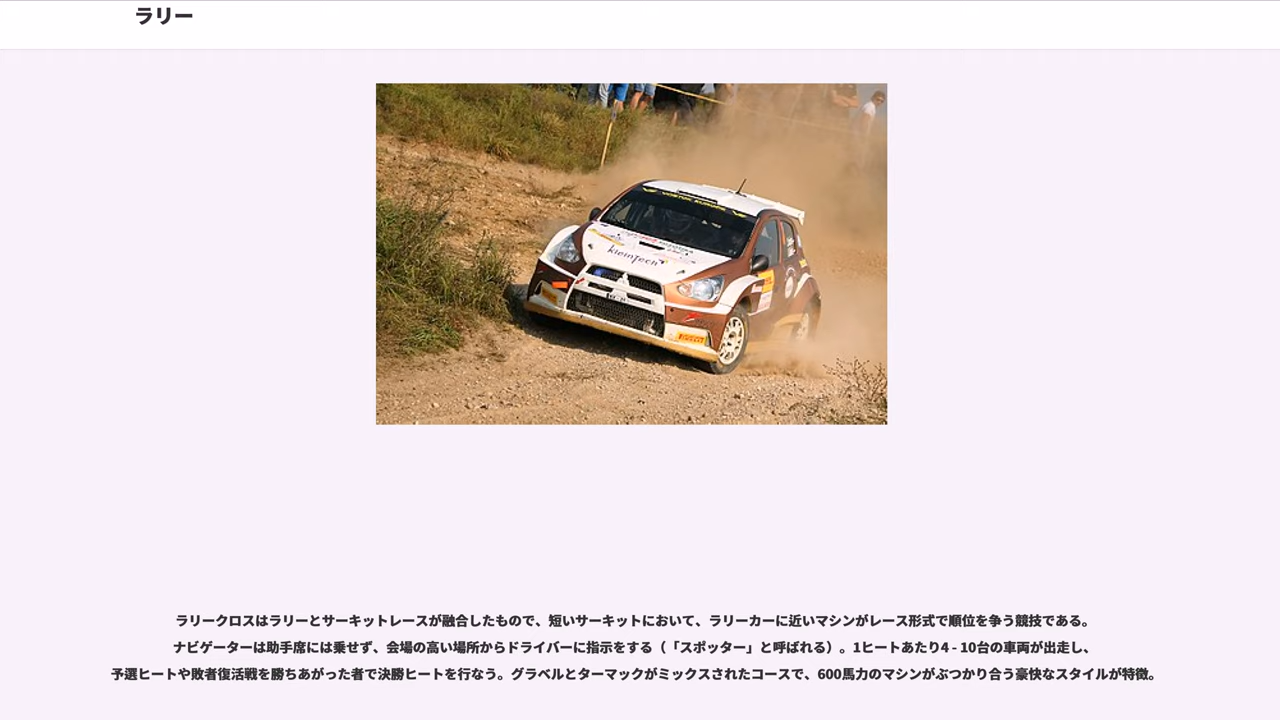 ラリー
kleinTech
ラリークロスはラリーとサーキットレースが融合したもので、短いサーキットにおいて、ラリーカーに近いマシンがレース形式で順位を争う競技である。
ナビゲーターは助手席には乗せず、会場の高い場所からドライバーに指示をする（「スポッター」と呼ばれる）。1ヒートあたり4 - 10台の車両が出走し、
予選ヒートや敗者復活戦を勝ちあがった者で決勝ヒートを行なう。グラベルとターマックがミックスされたコースで、600馬力のマシンがぶつかり合う豪快なスタイルが特徴。